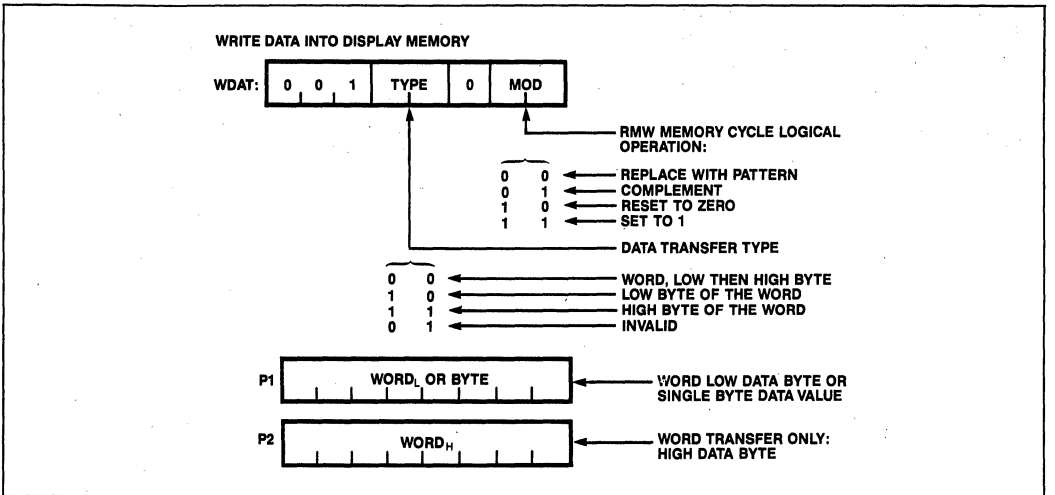 WRITE DATA INTO DISPLAY MEMORY
WDAT: 0 0 1 TYPE 0 MOD
RMW MEMORY CYCLE LOGICAL
OPERATION:
0 0 REPLACE WITH PATTERN
0 1 COMPLEMENT
1 0 RESET TO ZERO
1 1 SET TO 1
DATA TRANSFER TYPE
0 0 WORD, LOW THEN HIGH BYTE
1 0 LOW BYTE OF THE WORD
1 1 HIGH BYTE OF THE WORD
0 1 INVALID
P1 WORDL OR BYTE
WORD LOW DATA BYTE OR
SINGLE BYTE DATA VALUE
P2 WORDH
WORD TRANSFER ONLY:
HIGH DATA BYTE